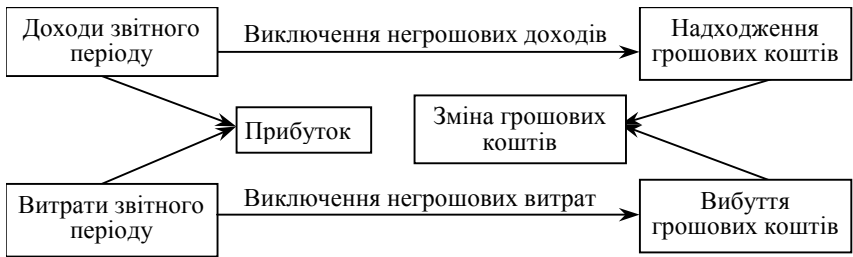 Доходи звітного
періоду
Виключення негрошових доходів
Надходження
грошових коштів
Прибуток
Зміна грошових
коштів
Витрати звітного
періоду
Виключення негрошових витрат
Вибуття
грошових коштів